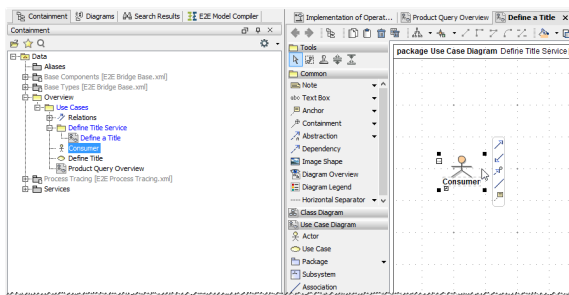 Containment Diagrams Search Results E2E Model Compiler
Containment
Data
Aliases
Base Components [E2E Bridge Base.xml]
Base Types [E2E Bridge Base.xml]
Overview
Use Cases
Relations
Define Title Service
Define a Title
Consumer
Define Title
Product Query Overview
Process Tracing [E2E Process Tracing.xml]
Services
Implementation of Operat... Product Query Overview Define a Title
Tools
Common
Note
Text Box
Anchor
Containment
Abstraction
Dependency
Image Shape
Diagram Overview
Diagram Legend
Horizontal Separator
Class Diagram
Use Case Diagram
Actor
Use Case
Package
Subsystem
Association
package Use Case Diagram Define Title Service
Consumer